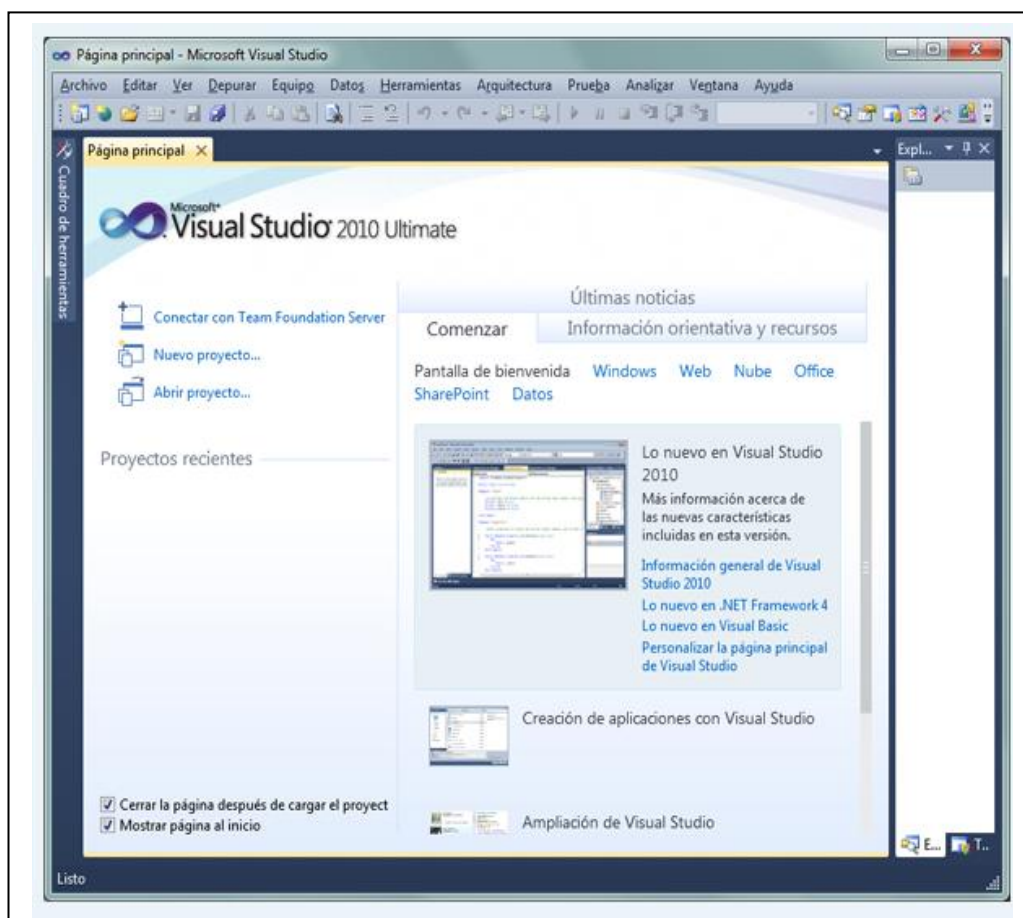 Página principal - Microsoft Visual Studio
Archivo Editar Ver Depurar Equipo Datos Herramientas Arquitectura Prueba Analizar Ventana Ayuda
Cuadro de herramientas
Página principal
Expl...
Microsoft
Visual Studio 2010 Ultimate
Conectar con Team Foundation Server
Nuevo proyecto...
Abrir proyecto...
Proyectos recientes
Cerrar la página después de cargar el proyect
Mostrar página al inicio
Últimas noticias
Comenzar
Información orientativa y recursos
Pantalla de bienvenida Windows Web Nube Office
SharePoint Datos
Lo nuevo en Visual Studio
2010
Más información acerca de
las nuevas características
incluidas en esta versión.
Información general de Visual
Studio 2010
Lo nuevo en .NET Framework 4
Lo nuevo en Visual Basic
Personalizar la página principal
de Visual Studio
Creación de aplicaciones con Visual Studio
Ampliación de Visual Studio
E... T..
Listo